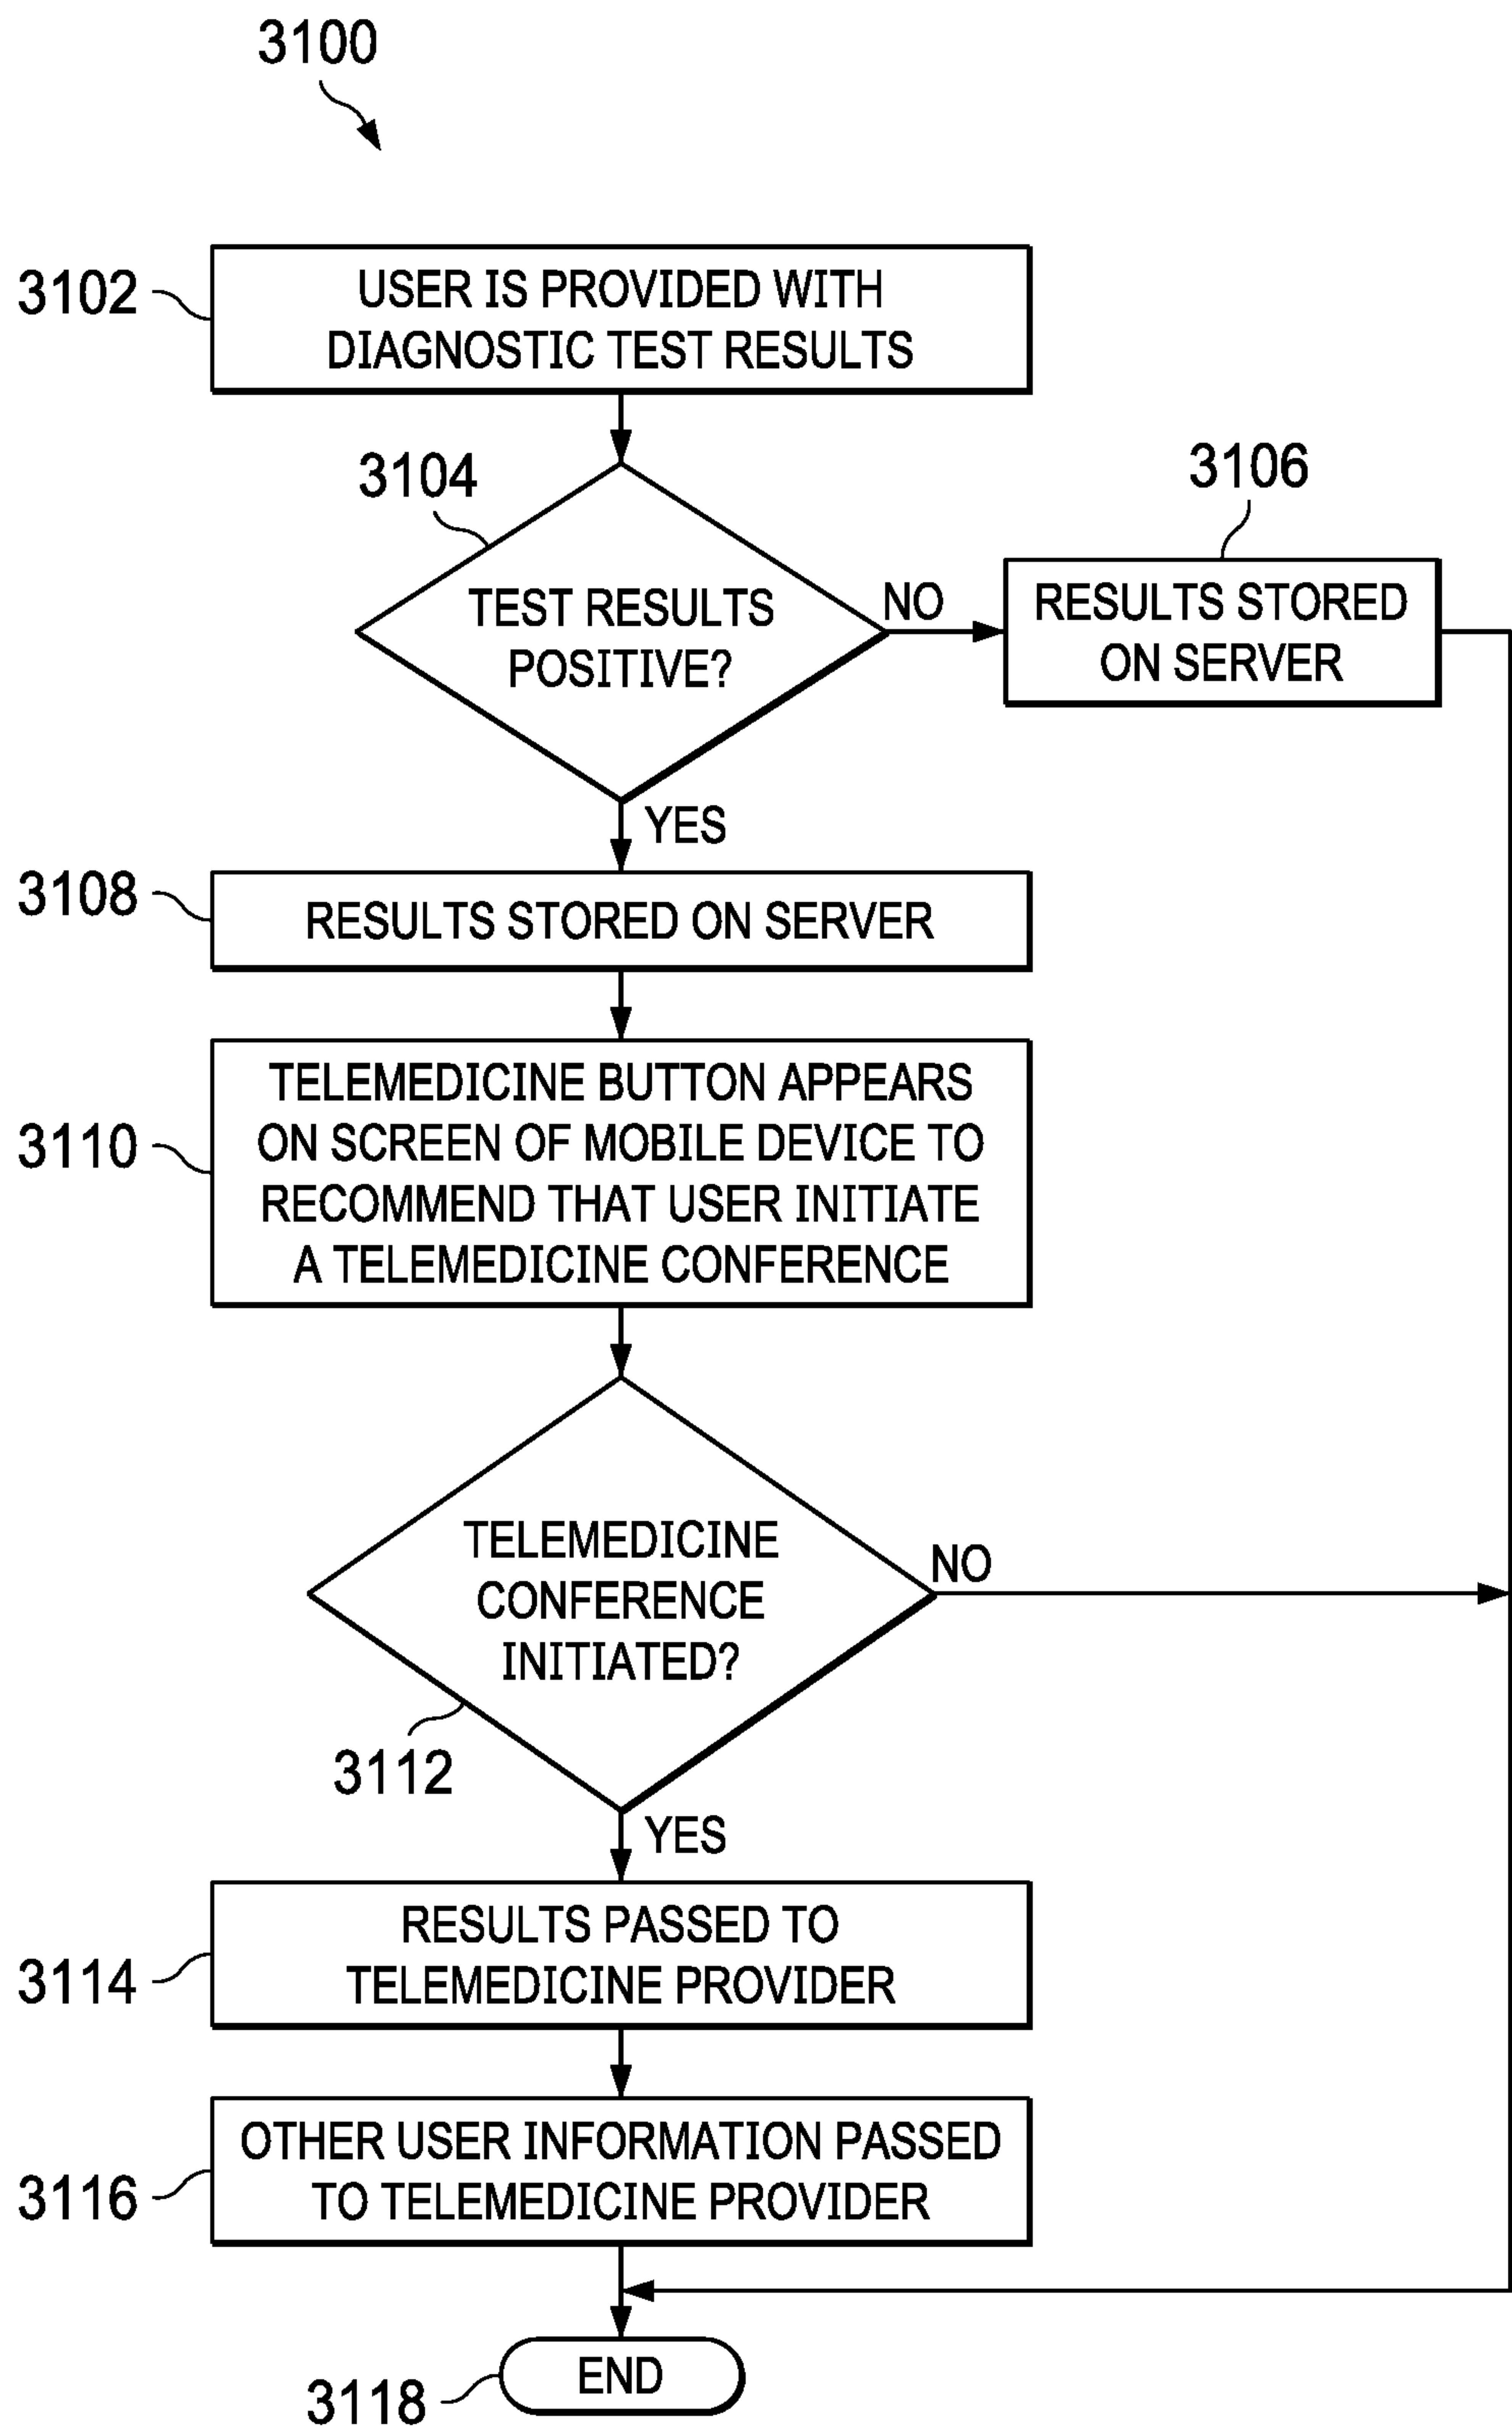 3100
3102
USER IS PROVIDED WITH
DIAGNOSTIC TEST RESULTS
3104
3106
TEST RESULTS
POSITIVE?
NO
RESULTS STORED
ON SERVER
YES
3108
RESULTS STORED ON SERVER
3110
TELEMEDICINE BUTTON APPEARS
ON SCREEN OF MOBILE DEVICE TO
RECOMMEND THAT USER INITIATE
A TELEMEDICINE CONFERENCE
TELEMEDICINE
CONFERENCE
INITIATED?
NO
3112
YES
3114
RESULTS PASSED TO
TELEMEDICINE PROVIDER
3116
OTHER USER INFORMATION PASSED
TO TELEMEDICINE PROVIDER
3118
END